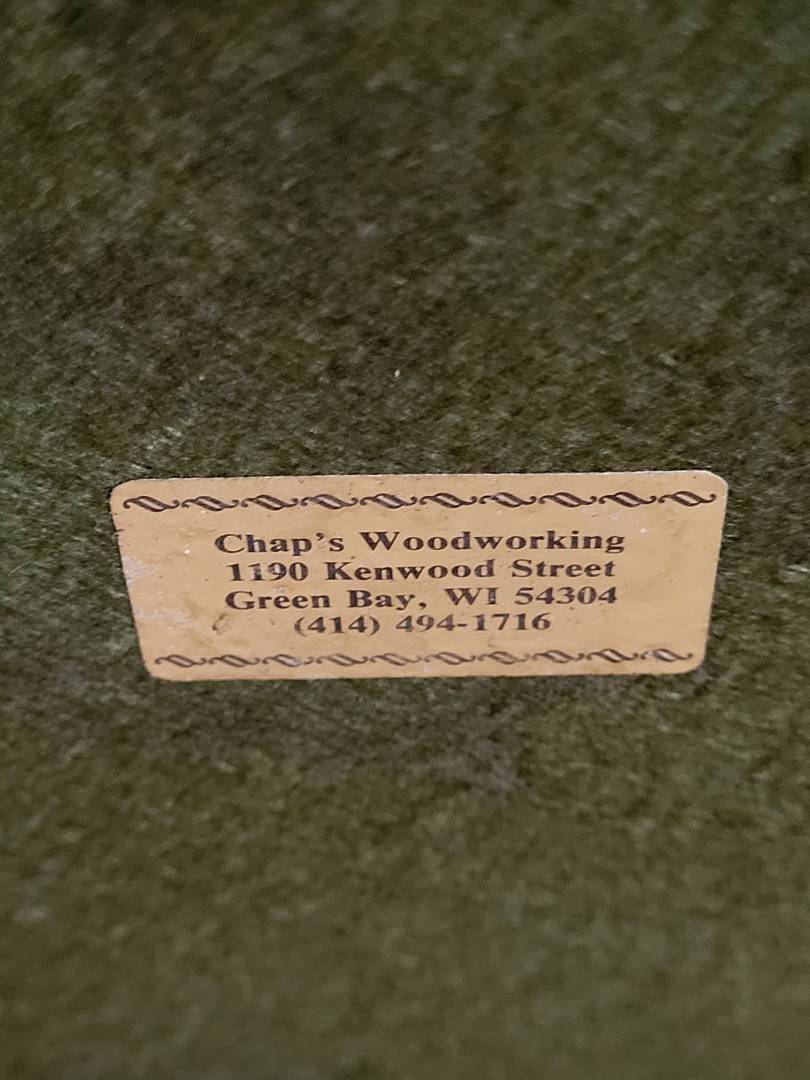 Chap's Woodworking
1190 Kenwood Street
Green Bay, WI 54304
(414) 494-1716